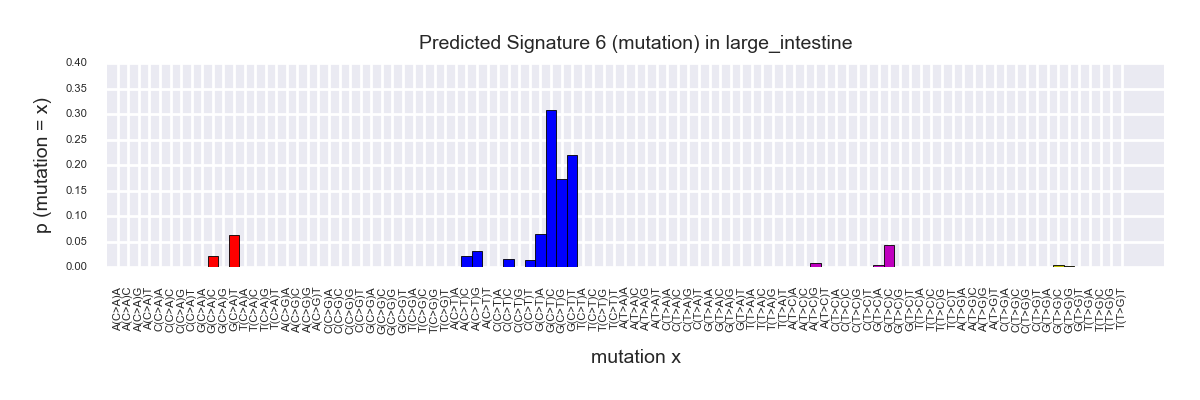 Predicted Signature 6 (mutation) in large_intestine
p (mutation = x)
0.40
0.35
0.30
0.25
0.20
0.15
0.10
0.05
0.00
A(C>A)A A(C>A)C A(C>A)G A(C>A)T C(C>A)A C(C>A)C C(C>A)G C(C>A)T G(C>A)A G(C>A)C G(C>A)G G(C>A)T T(C>A)A T(C>A)C T(C>A)G T(C>A)T A(C>G)A A(C>G)C A(C>G)G A(C>G)T C(C>G)A C(C>G)C C(C>G)G C(C>G)T G(C>G)A G(C>G)C G(C>G)G G(C>G)T T(C>G)A T(C>G)C T(C>G)G T(C>G)T A(C>T)A A(C>T)C A(C>T)G A(C>T)T C(C>T)A C(C>T)C C(C>T)G C(C>T)T G(C>T)A G(C>T)C G(C>T)G G(C>T)T T(C>T)A T(C>T)C T(C>T)G T(C>T)T A(T>A)A A(T>A)C A(T>A)G A(T>A)T C(T>A)A C(T>A)C C(T>A)G C(T>A)T G(T>A)A G(T>A)C G(T>A)G G(T>A)T T(T>A)A T(T>A)C T(T>A)G T(T>A)T A(T>C)A A(T>C)C A(T>C)G A(T>C)T C(T>C)A C(T>C)C C(T>C)G C(T>C)T G(T>C)A G(T>C)C G(T>C)G G(T>C)T T(T>C)A T(T>C)C T(T>C)G T(T>C)T A(T>G)A A(T>G)C A(T>G)G A(T>G)T C(T>G)A C(T>G)C C(T>G)G C(T>G)T G(T>G)A G(T>G)C G(T>G)G G(T>G)T T(T>G)A T(T>G)C T(T>G)G T(T>G)T
mutation x